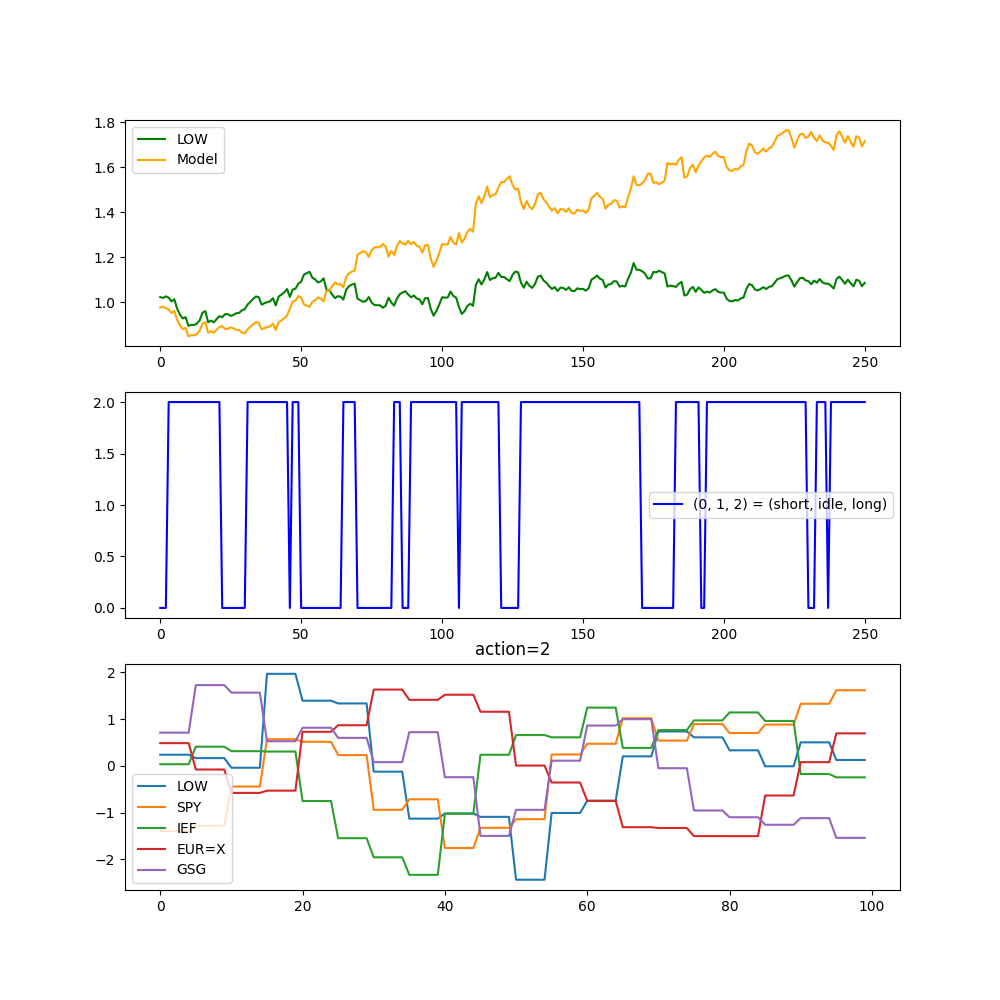 1.8
1.6
1.4
1.2
1.0
LOW
Model
0 50 100 150 200 250
2.0
1.5
1.0
0.5
0.0
(0, 1, 2) = (short, idle, long)
0 50 100 150 200 250
action=2
2
1
0
−1
−2
LOW
SPY
IEF
EUR=X
GSG
0 20 40 60 80 100